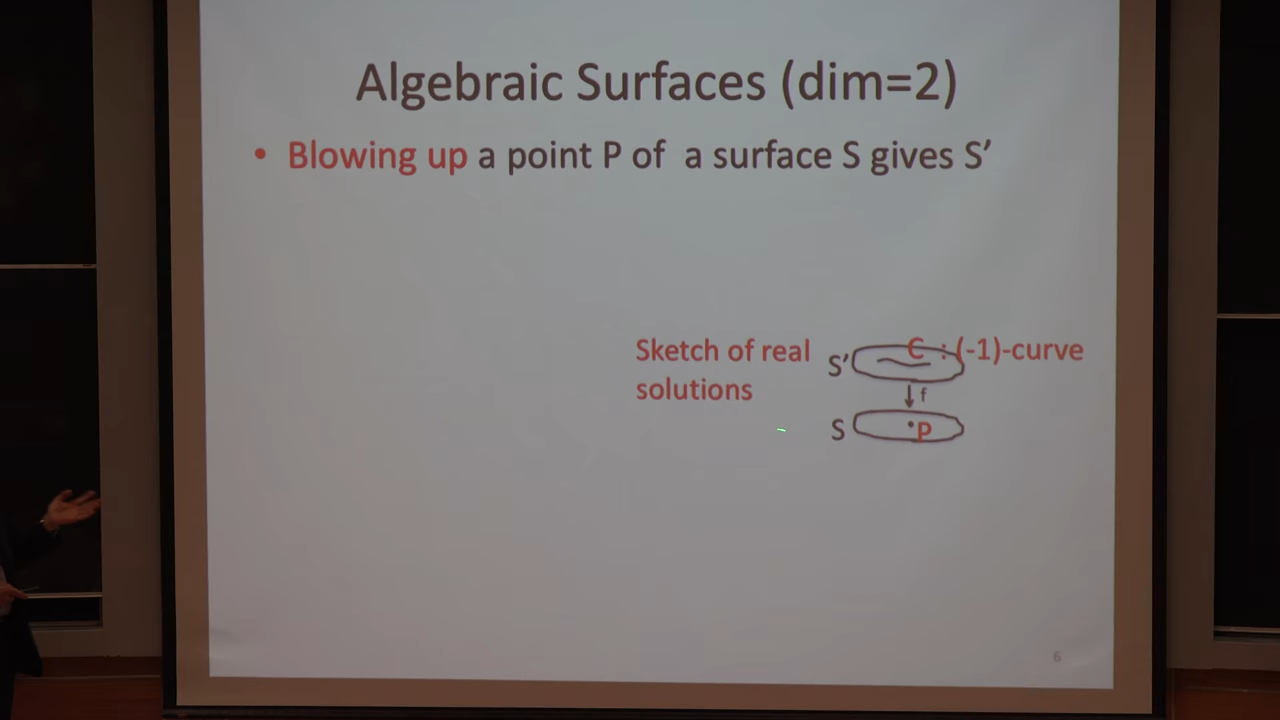 Algebraic Surfaces (dim=2)
• Blowing up a point P of a surface S gives S’
Sketch of real
solutions
S’ C : (-1)-curve
f
S P
6